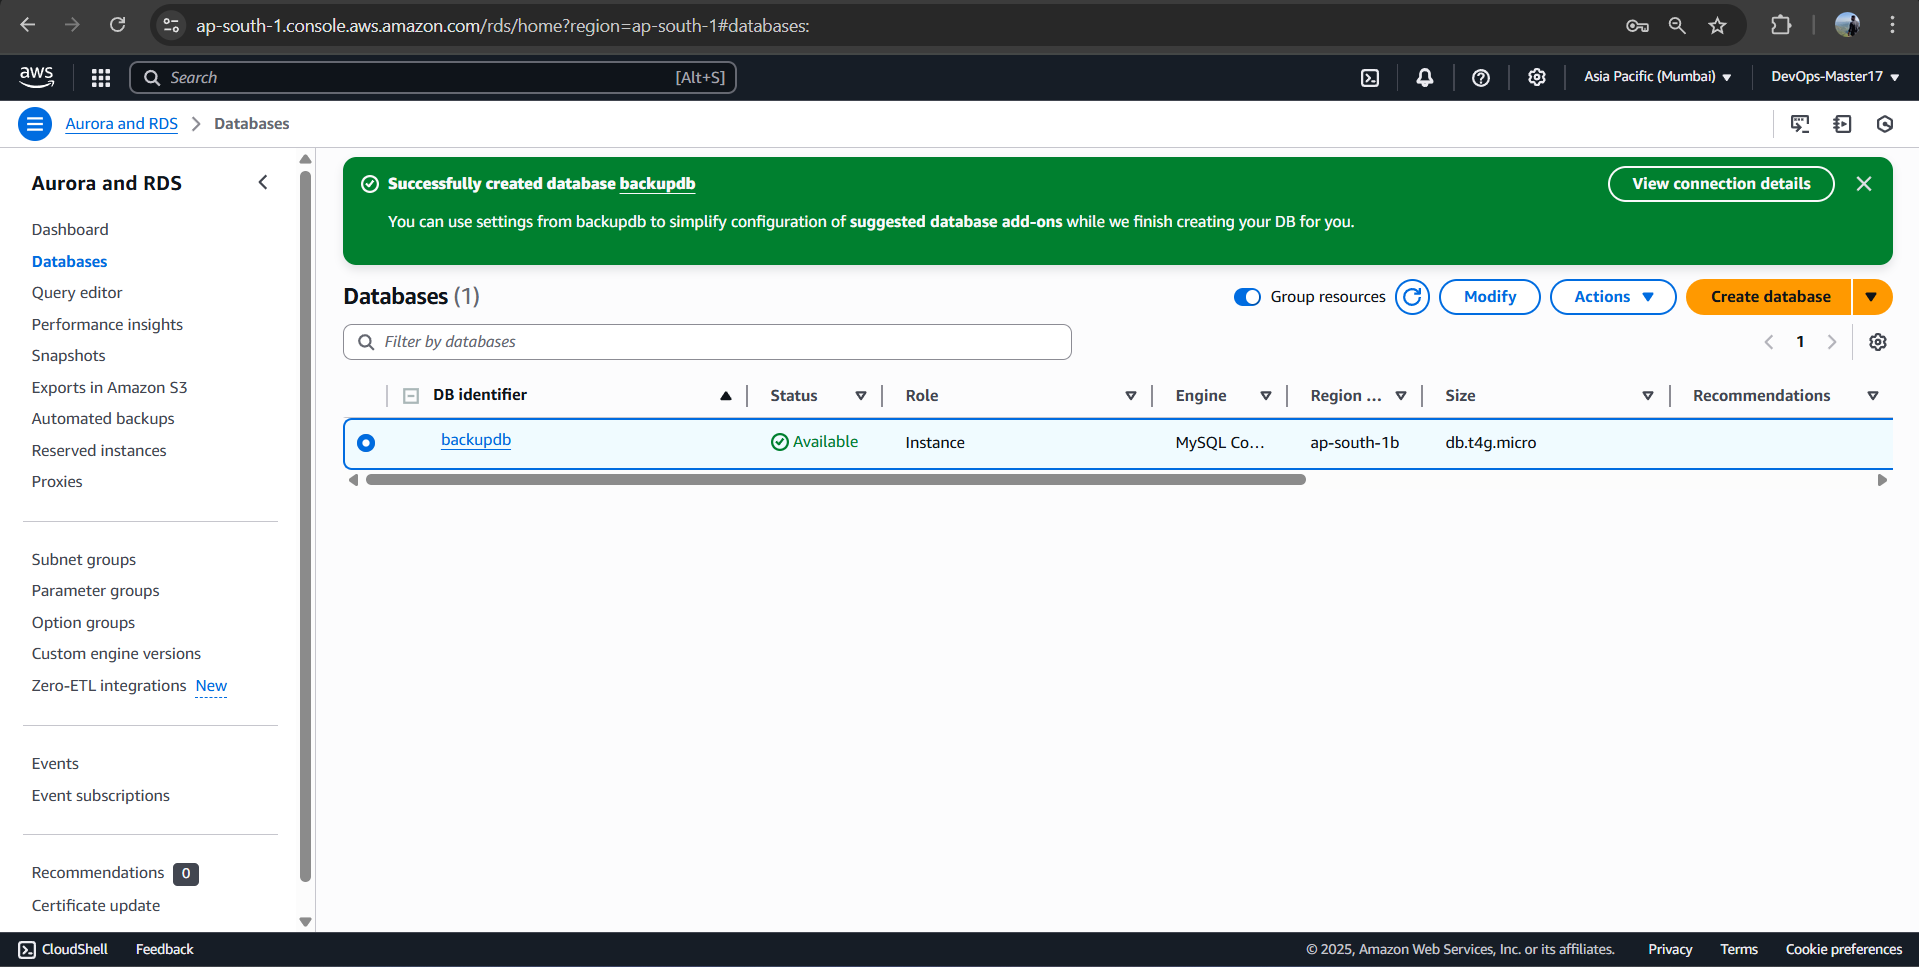 ap-south-1.console.aws.amazon.com/rds/home?region=ap-south-1#databases:
aws
Search
[Alt+S]
Asia Pacific (Mumbai)
DevOps-Master17
Aurora and RDS
Databases
Aurora and RDS
Dashboard
Databases
Query editor
Performance insights
Snapshots
Exports in Amazon S3
Automated backups
Reserved instances
Proxies
Subnet groups
Parameter groups
Option groups
Custom engine versions
Zero-ETL integrations New
Events
Event subscriptions
Recommendations 0
Certificate update
Successfully created database backupdb
View connection details
You can use settings from backupdb to simplify configuration of suggested database add-ons while we finish creating your DB for you.
Databases (1)
Group resources
Modify
Actions
Create database
Filter by databases
1
DB identifier Status Role Engine Region ... Size Recommendations
backupdb Available Instance MySQL Co... ap-south-1b db.t4g.micro
CloudShell Feedback
© 2025, Amazon Web Services, Inc. or its affiliates. Privacy Terms Cookie preferences